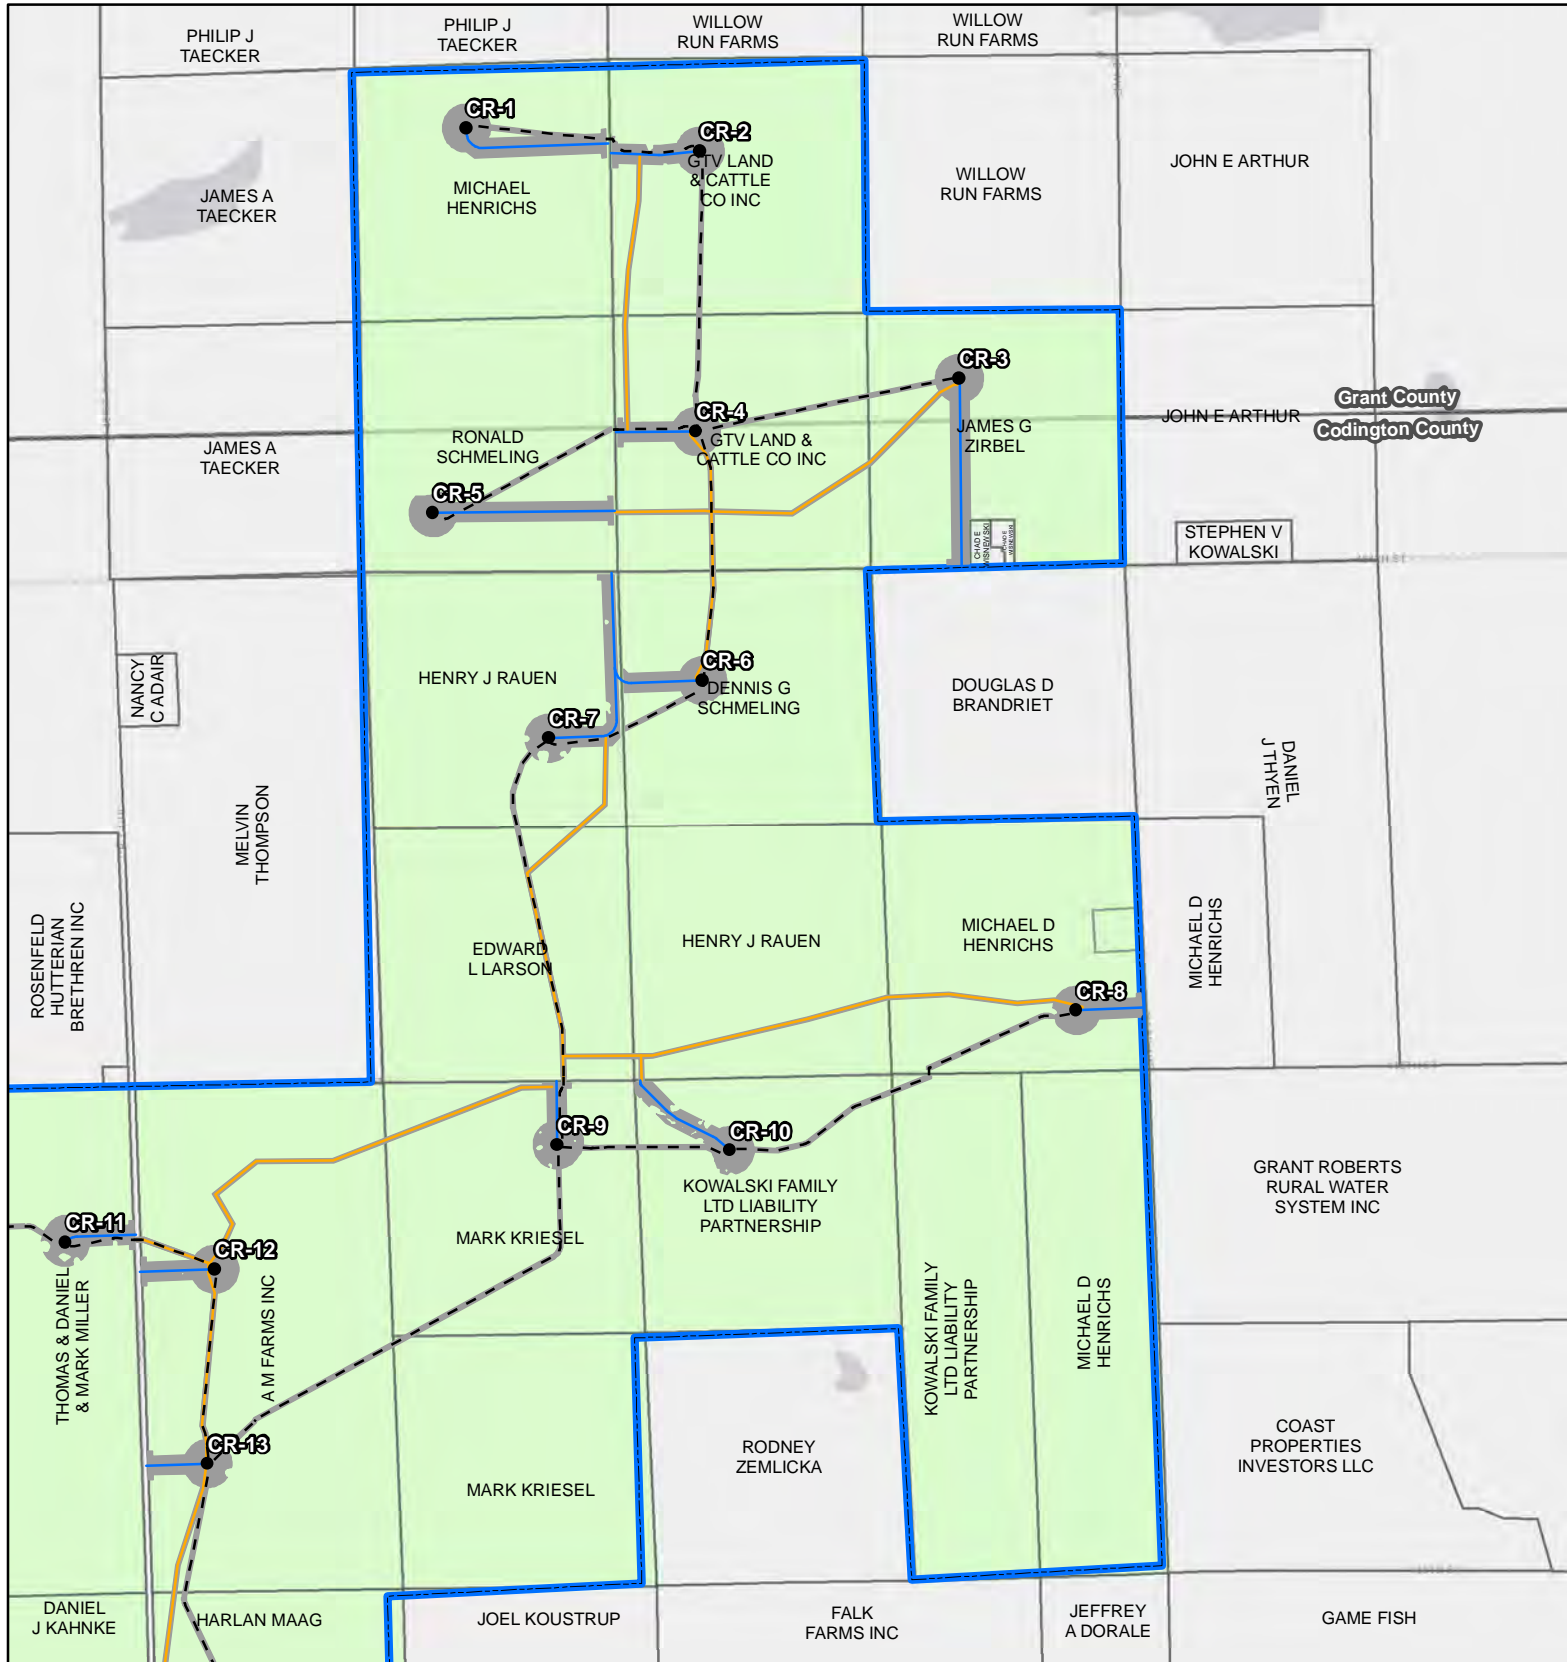 PHILIP J
TAECKER
PHILIP J
TAECKER
WILLOW
RUN FARMS
WILLOW
RUN FARMS
CR-1
CR-2
GTV LAND
& CATTLE
CO INC
JAMES A
TAECKER
MICHAEL
HENRICHS
WILLOW
RUN FARMS
JOHN E ARTHUR
CR-3
CR-4
Grant County
JOHN E ARTHUR
Codington County
JAMES A
TAECKER
RONALD
SCHMELING
GTV LAND &
CATTLE CO INC
JAMES G
ZIRBEL
CR-5
CHAD E
WISNEWSKI
CHAD E
WISNEWSKI
STEPHEN V
KOWALSKI
NANCY
C ADAIR
HENRY J RAUEN
CR-6
DENNIS G
SCHMELING
DOUGLAS D
BRANDRIET
CR-7
DANIEL
J THYEN
MELVIN
THOMPSON
ROSENFELD
HUTTERIAN
BRETHREN INC
EDWARD
L LARSON
HENRY J RAUEN
MICHAEL D
HENRICHS
MICHAEL D
HENRICHS
CR-8
CR-9
CR-10
KOWALSKI FAMILY
LTD LIABILITY
PARTNERSHIP
GRANT ROBERTS
RURAL WATER
SYSTEM INC
CR-11
CR-12
MARK KRIESEL
THOMAS & DANIEL
& MARK MILLER
A M FARMS INC
KOWALSKI FAMILY
LTD LIABILITY
PARTNERSHIP
MICHAEL D
HENRICHS
CR-13
RODNEY
ZEMLICKA
COAST
PROPERTIES
INVESTORS LLC
MARK KRIESEL
DANIEL
J KAHNKE
HARLAN MAAG
JOEL KOUSTRUP
FALK
FARMS INC
JEFFREY
A DORALE
GAME FISH